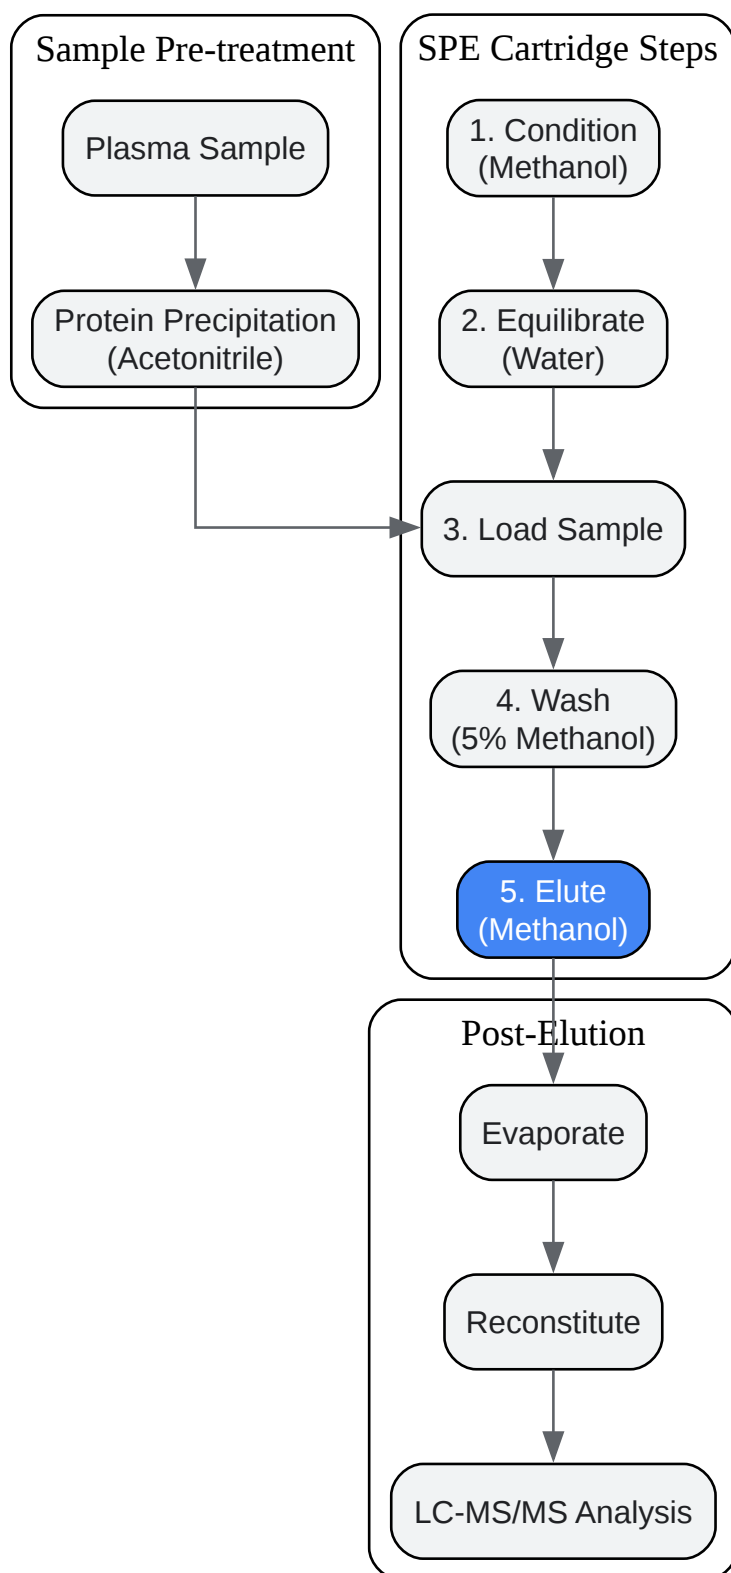 Sample Pre-treatment
Plasma Sample
Protein Precipitation
(Acetonitrile)
SPE Cartridge Steps
1. Condition
(Methanol)
2. Equilibrate
(Water)
3. Load Sample
4. Wash
(5% Methanol)
5. Elute
(Methanol)
Post-Elution
Evaporate
Reconstitute
LC-MS/MS Analysis